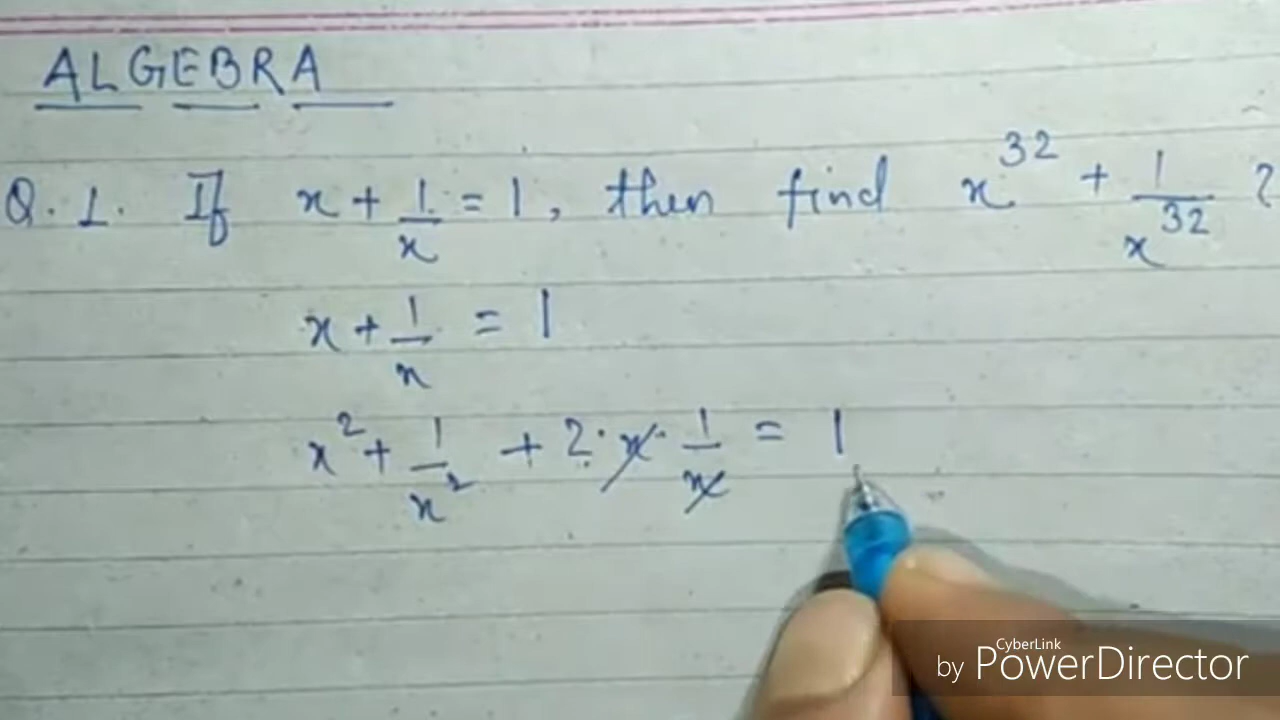 ALGEBRA
Q.1. If x + 1/x = 1, then find x^32 + 1/x^32 ?
x + 1/x = 1
x^2 + 1/x^2 + 2·x·1/x = 1
CyberLink
by PowerDirector